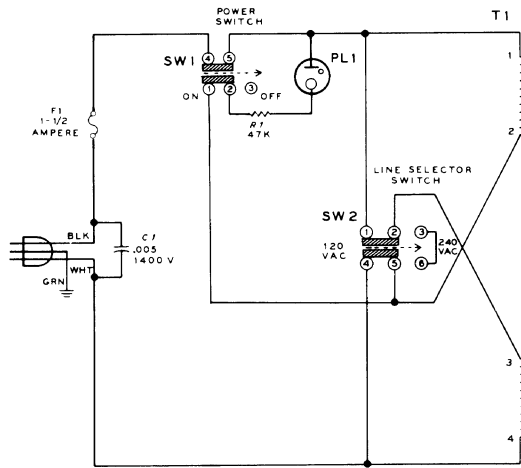 POWER
SWITCH
T1
SW1
4
5
PL1
1
2
3
ON
OFF
R1
47K
F1
1-1/2
AMPERE
1
2
LINE SELECTOR
SWITCH
SW2
1
2
3
120
VAC
240
VAC
4
5
6
BLK
C1
.005
1400 V
WHT
GRN
3
4